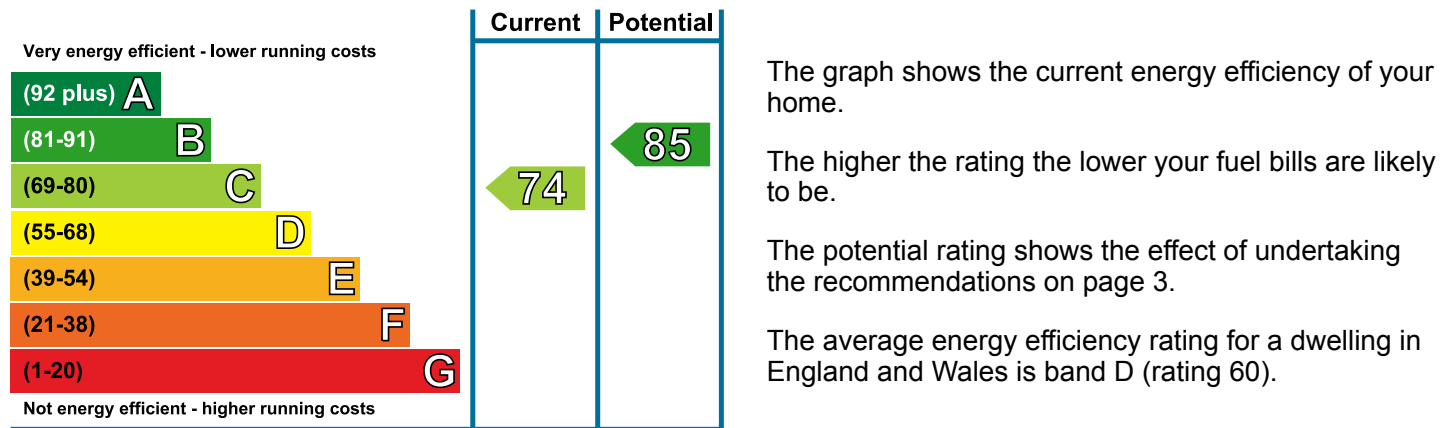 Current Potential
Very energy efficient - lower running costs
(92 plus) A
(81-91) B
85
(69-80) C
74
(55-68) D
(39-54) E
(21-38) F
(1-20) G
Not energy efficient - higher running costs
The graph shows the current energy efficiency of your
home.
The higher the rating the lower your fuel bills are likely
to be.
The potential rating shows the effect of undertaking
the recommendations on page 3.
The average energy efficiency rating for a dwelling in
England and Wales is band D (rating 60).